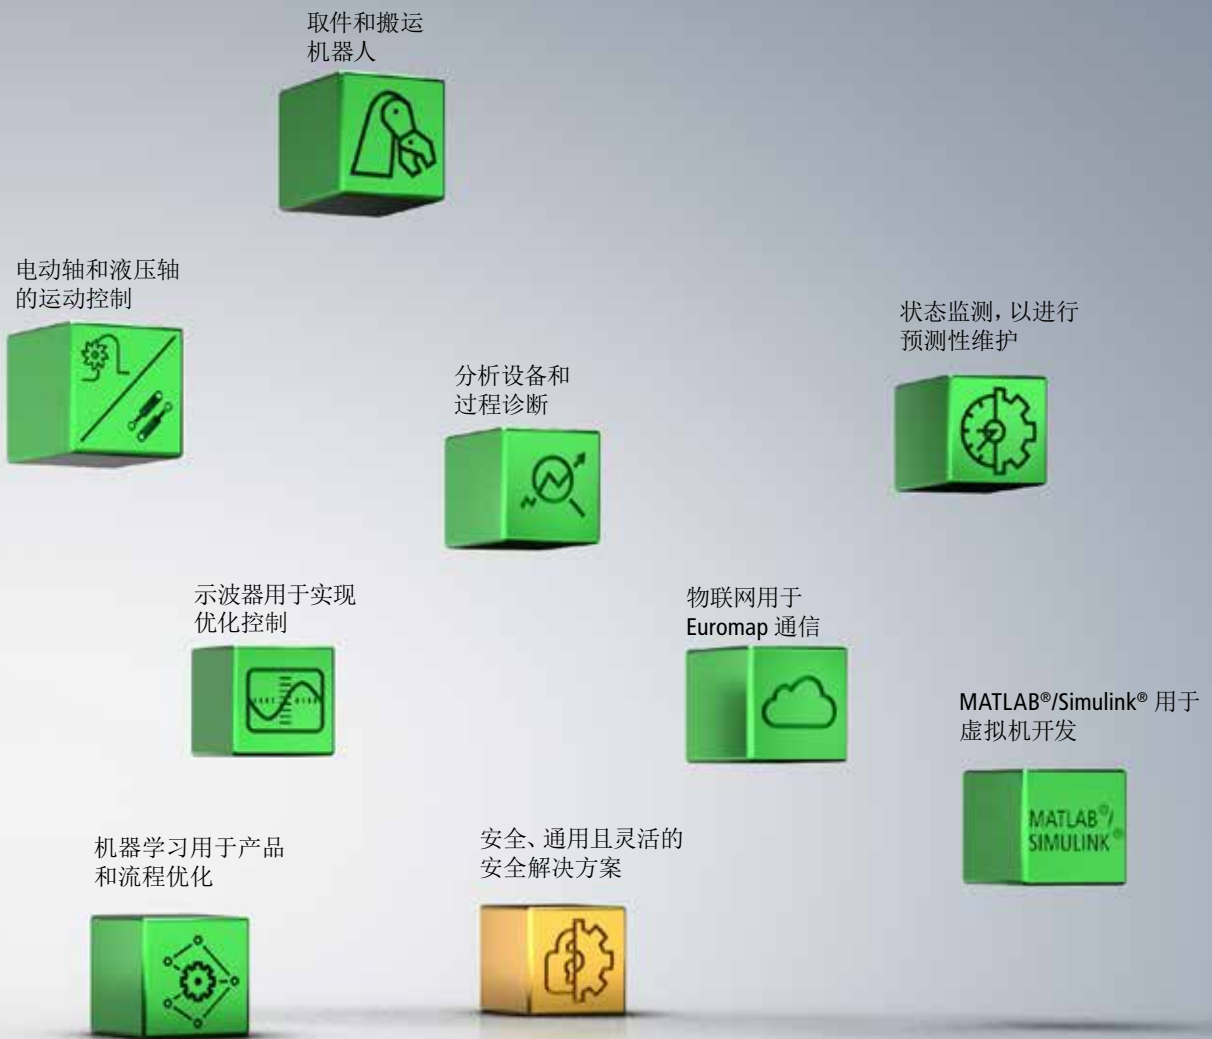 取件和搬运
机器人
电动轴和液压轴
的运动控制
状态监测，以进行
预测性维护
分析设备和
过程诊断
示波器用于实现
优化控制
物联网用于
Euromap 通信
MATLAB®/Simulink® 用于
虚拟机开发
MATLAB®/
SIMULINK®
机器学习用于产品
和流程优化
安全、通用且灵活的
安全解决方案